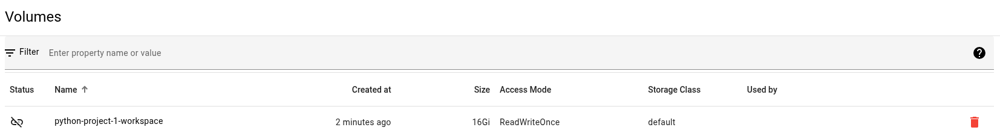 Volumes
Filter Enter property name or value
Status Name Created at Size Access Mode Storage Class Used by
python-project-1-workspace 2 minutes ago 16Gi ReadWriteOnce default